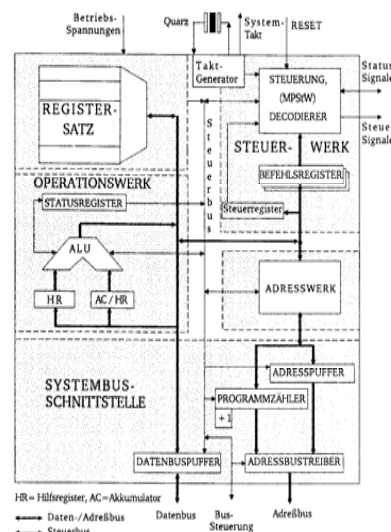 Betriebs-
Spannungen
Quarz
System-
Takt
RESET
Takt-
Generator
STEUERUNG,
(MPStW)
DECODIERER
Status
Signale
Steue
Signale
REGISTER-
SATZ
Steuerbus
STEUER-WERK
BEFEHLSREGISTER
Steuerregister
OPERATIONSWERK
STATUSREGISTER
ALU
HR
AC/HR
ADRESSWERK
SYSTEMBUS-
SCHNITTSTELLE
ADRESSPUFFER
PROGRAMMZÄHLER
+1
DATENBUSPUFFER
ADRESSBUSTREIBER
HR= Hilfsregister, AC=Akkumulator
Daten-/Adreßbus
Steuerbus
Datenbus
Bus-
Steuerung
Adreßbus